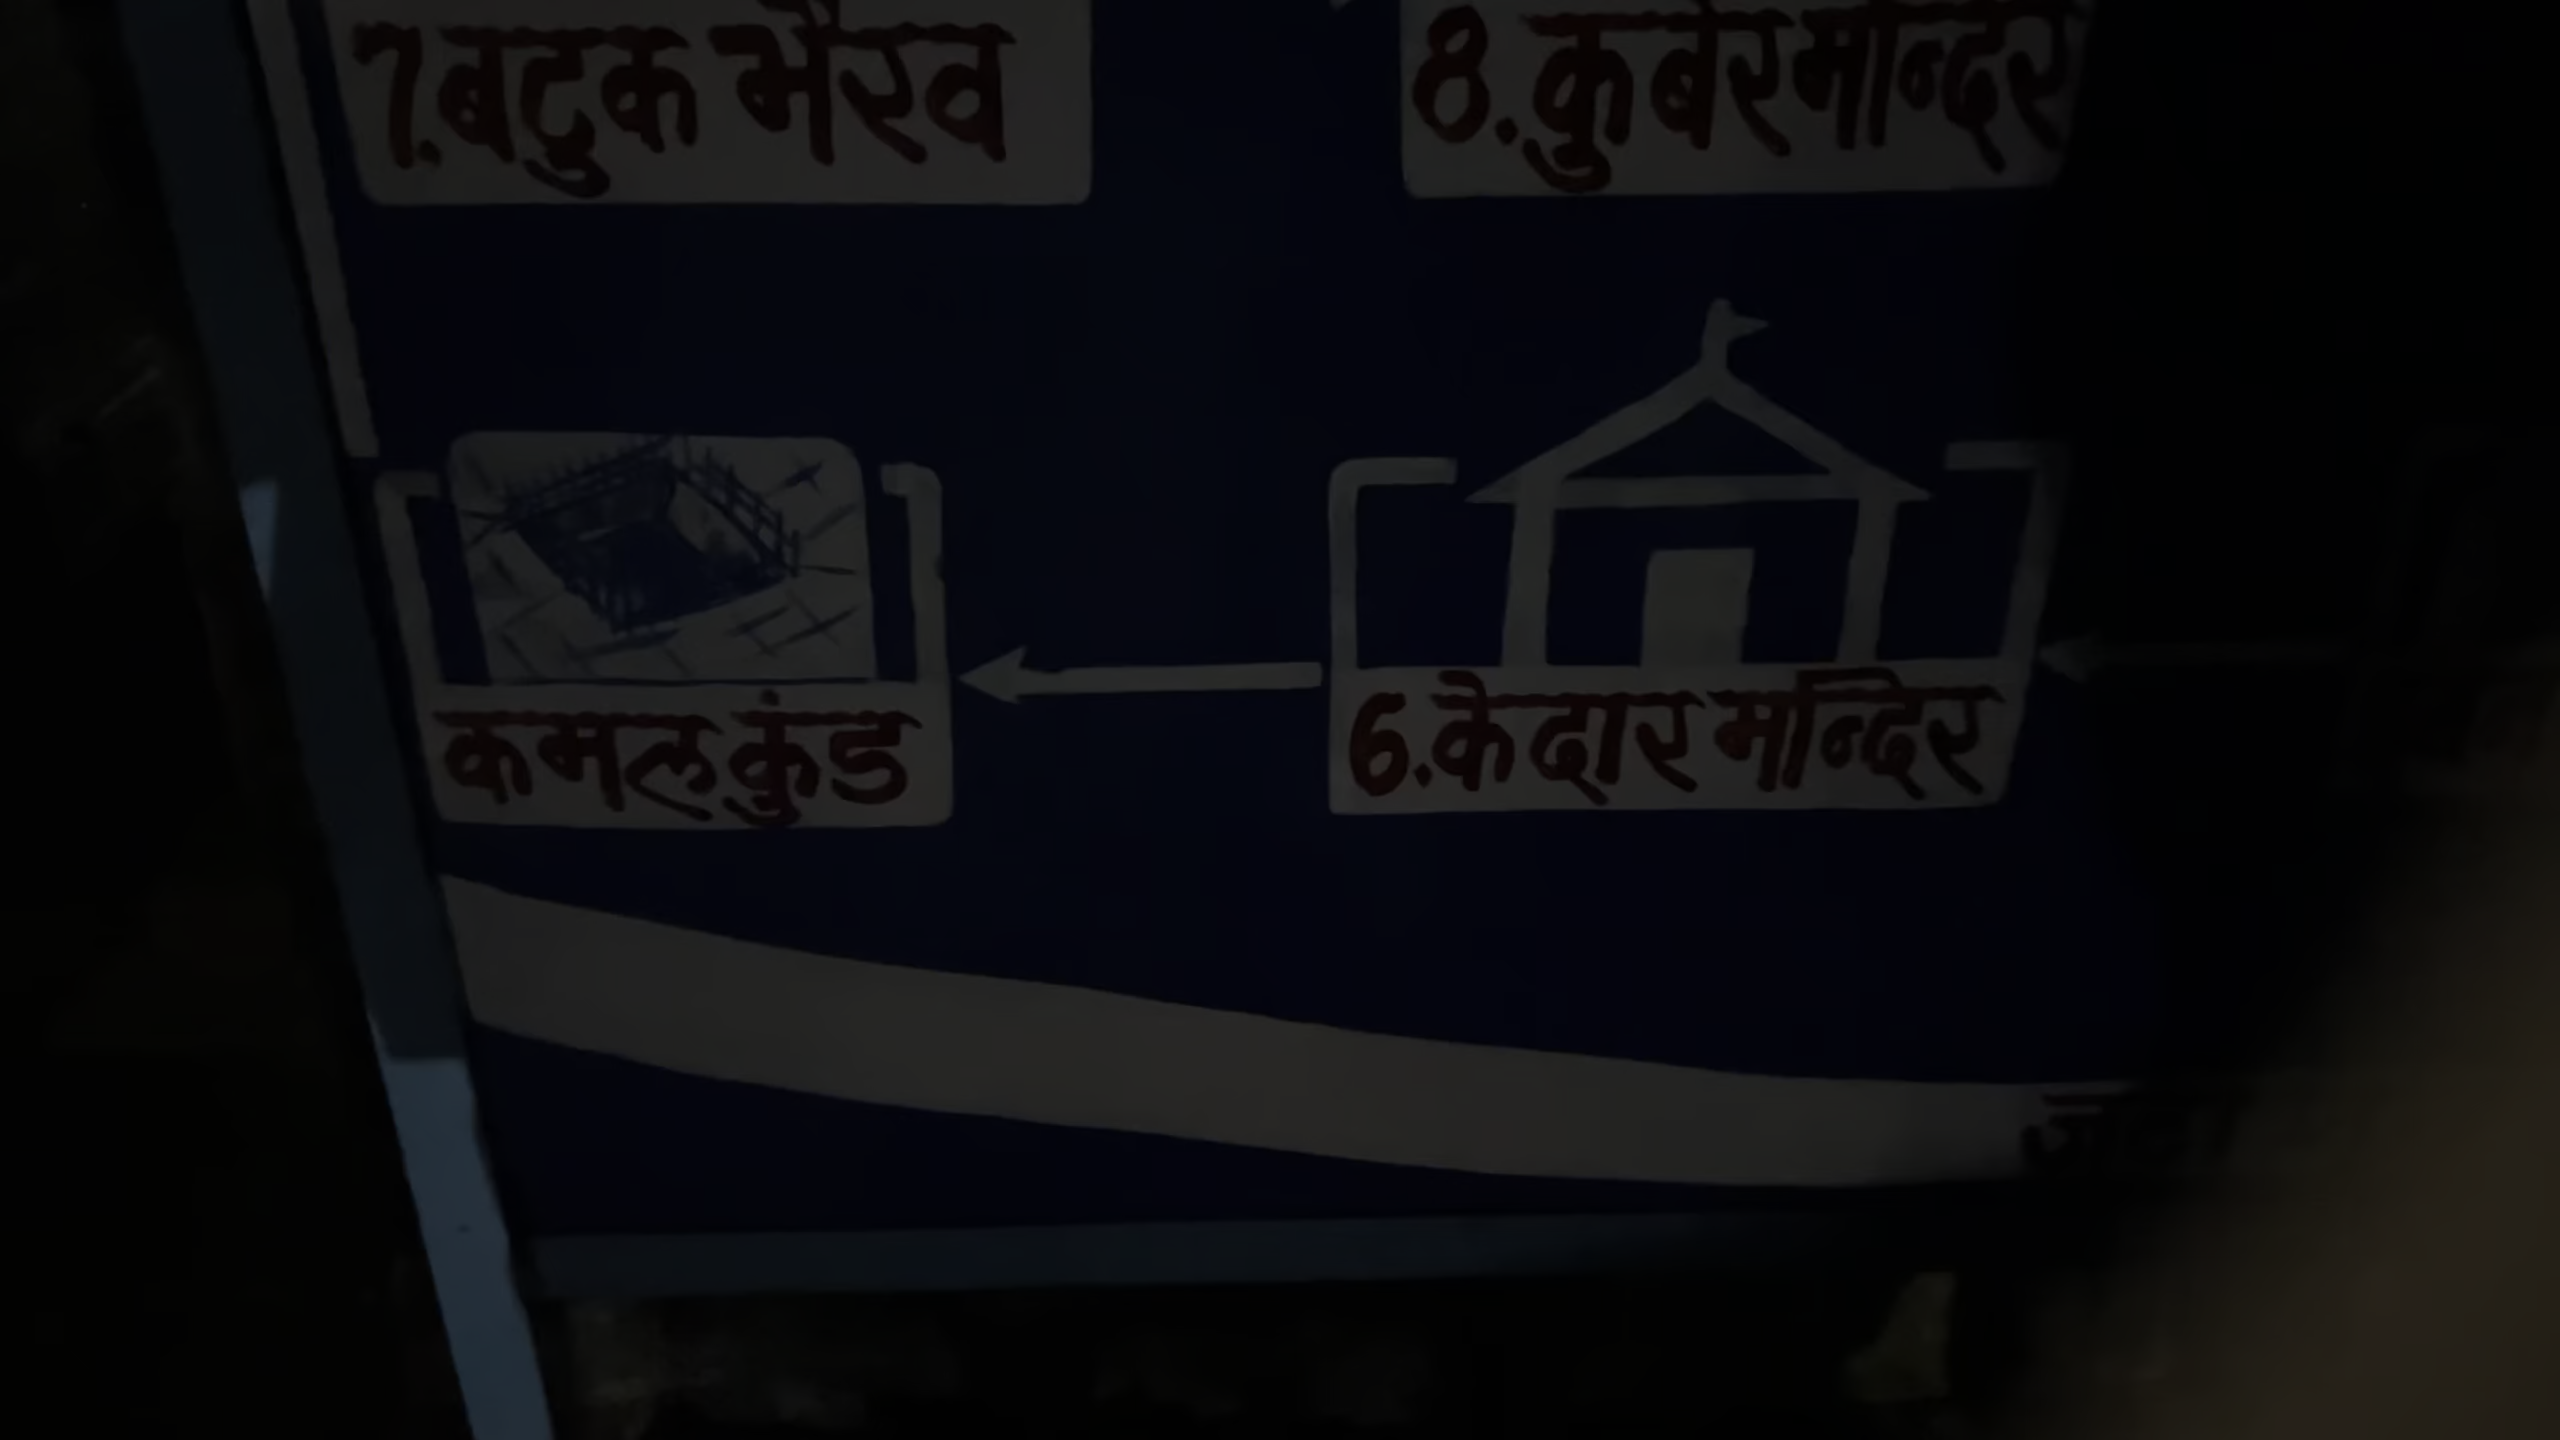 7.बटुक भैरव
8.कुबेर मन्दिर
कमल कुंड
6.केदार मन्दिर